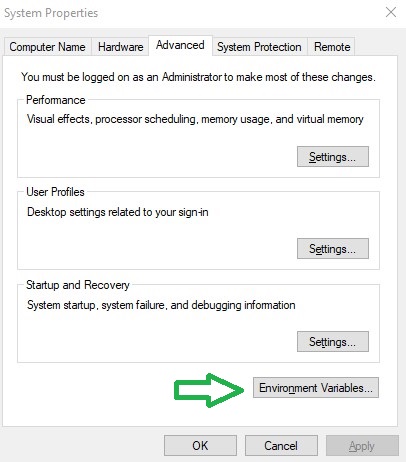 System Properties
Computer Name Hardware Advanced System Protection Remote
You must be logged on as an Administrator to make most of these changes.
Performance
Visual effects, processor scheduling, memory usage, and virtual memory
Settings...
User Profiles
Desktop settings related to your sign-in
Settings...
Startup and Recovery
System startup, system failure, and debugging information
Settings...
Environment Variables...
OK Cancel Apply